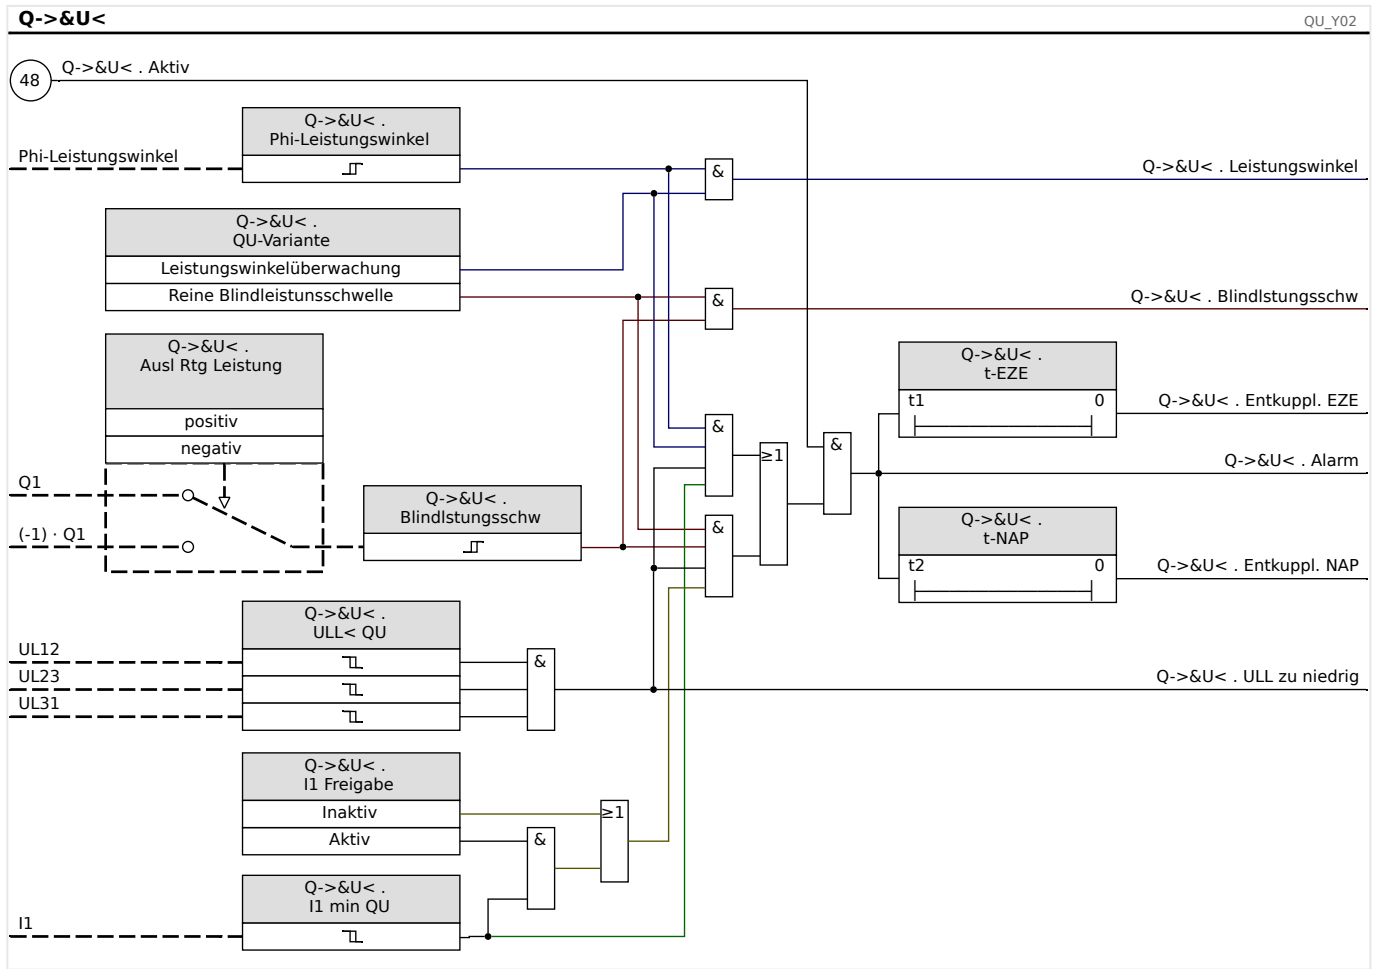 Q->&U<
QU_Y02
48
Q->&U< . Aktiv
Q->&U< .
Phi-Leistungswinkel
Phi-Leistungswinkel
&
Q->&U< . Leistungswinkel
Q->&U< .
QU-Variante
Leistungswinkelüberwachung
Reine Blindleistunsschwelle
&
Q->&U< . Blindlstungsschw
Q->&U< .
Ausl Rtg Leistung
positiv
negativ
Q1
(-1) · Q1
Q->&U< .
Blindlstungsschw
&
≥1
&
&
Q->&U< .
t-EZE
t1 0
Q->&U< . Entkuppl. EZE
Q->&U< . Alarm
Q->&U< .
t-NAP
t2 0
Q->&U< . Entkuppl. NAP
Q->&U< .
ULL< QU
UL12
UL23
UL31
&
Q->&U< . ULL zu niedrig
Q->&U< .
I1 Freigabe
Inaktiv
Aktiv
&
≥1
Q->&U< .
I1 min QU
I1